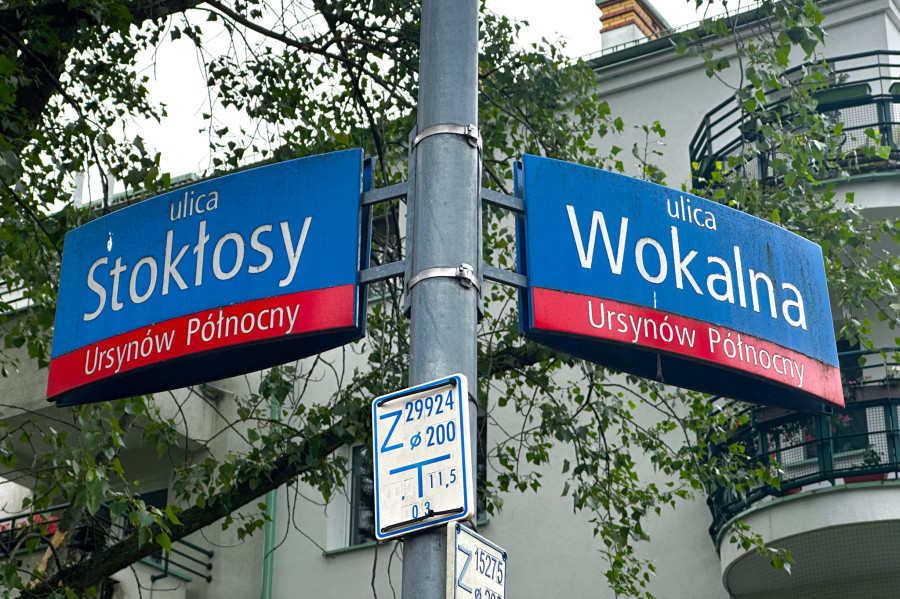 ulica
Stokłosy
Ursynów Północny
ulica
Wokalna
Ursynów Północny
Z 29924
ø 200
11,5
0,3
Z 15275